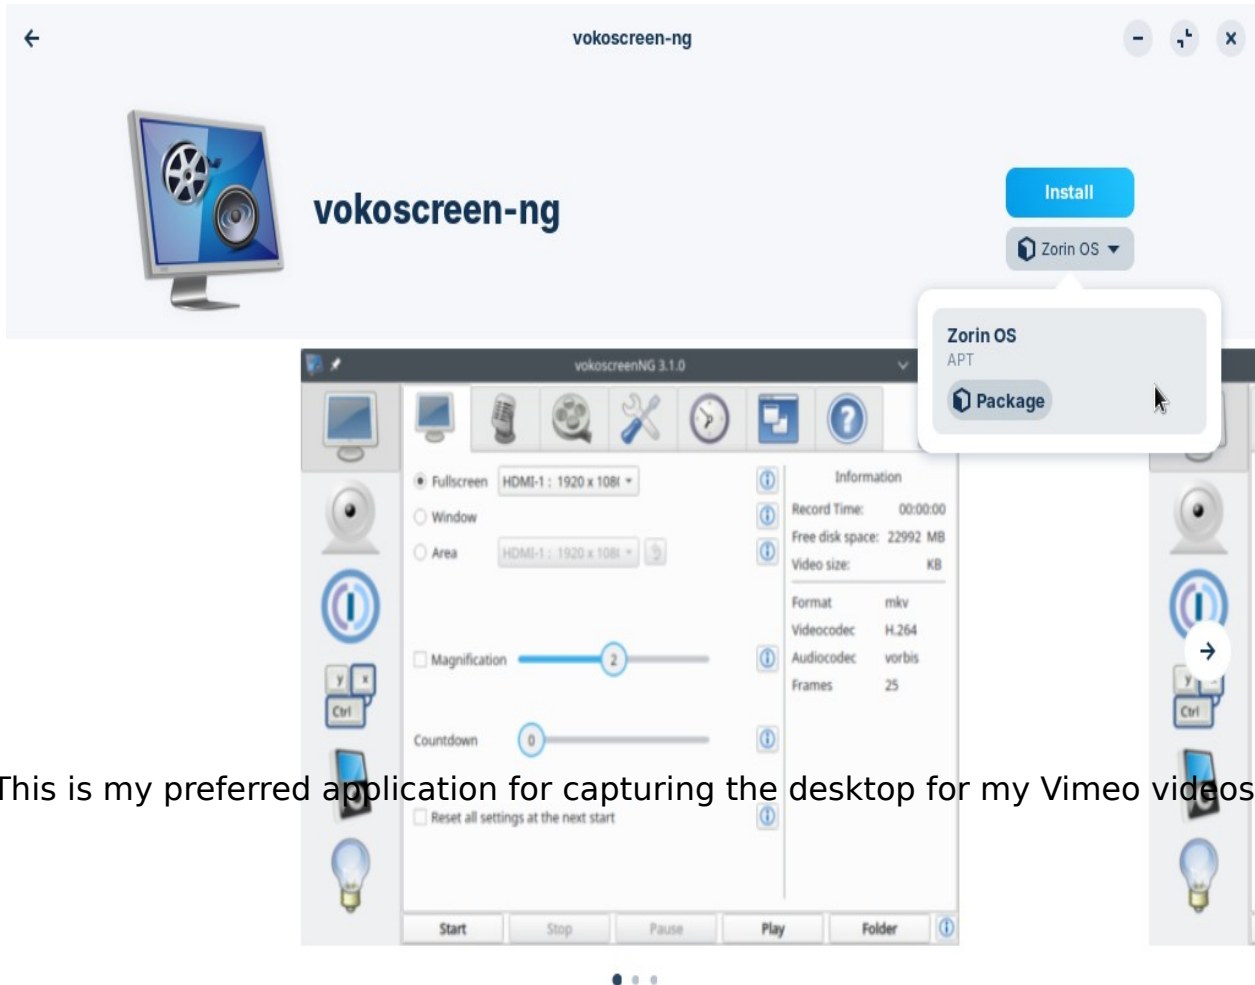 vokoscreen-ng
vokoscreen-ng
Install
Zorin OS
Zorin OS
APT
Package
vokoscreenNG 3.1.0
Fullscreen HDMI-1 : 1920 x 108(
Information
Window
Record Time: 00:00:00
Free disk space: 22992 MB
Area HDMI-1 : 1920 x 108(
Video size: KB
Format mkv
Videocodec H.264
Magnification 2
Audiocodec vorbis
Frames 25
y x
Ctrl
y
Ctrl
Countdown 0
This is my preferred application for capturing the desktop for my Vimeo videos
Reset all settings at the next start
Start Stop Pause Play Folder